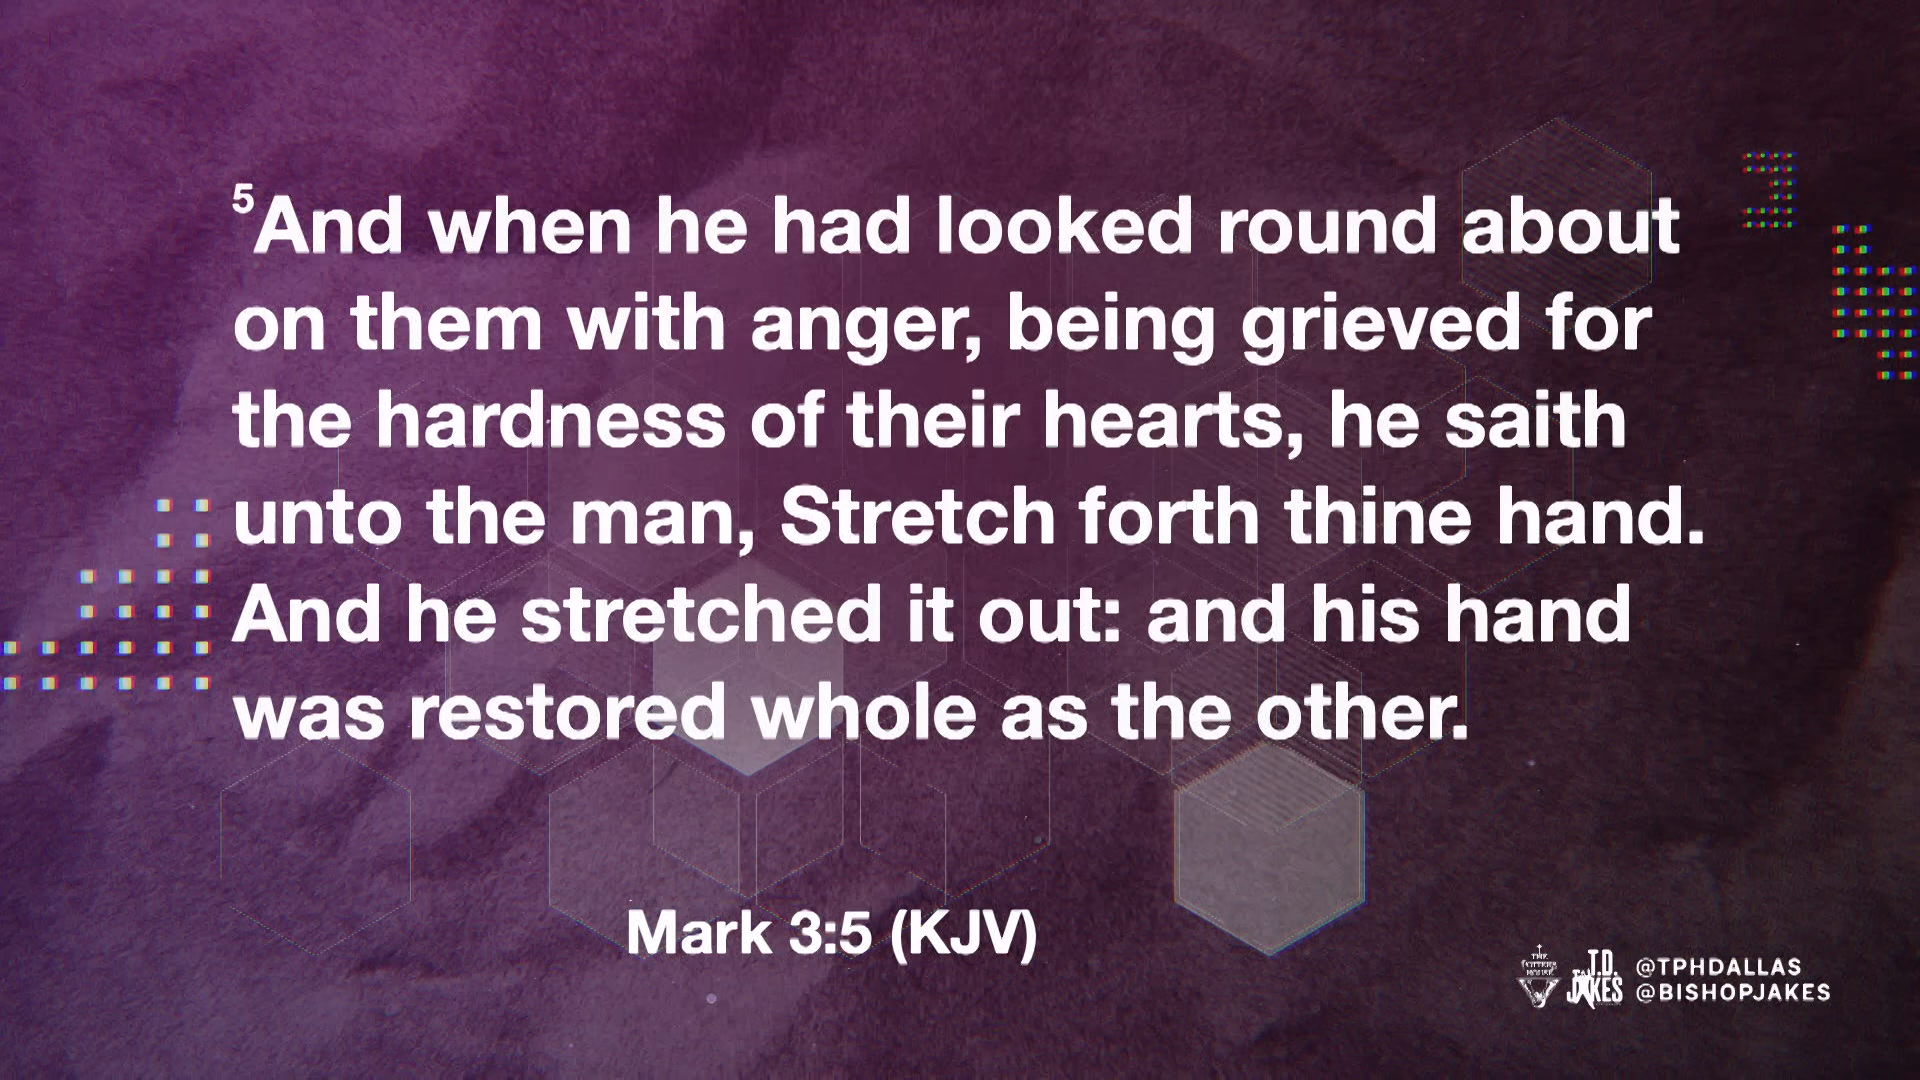 5And when he had looked round about
on them with anger, being grieved for
the hardness of their hearts, he saith
unto the man, Stretch forth thine hand.
And he stretched it out: and his hand
was restored whole as the other.
Mark 3:5 (KJV)
THE
POTTER'S
HOUSE
T.D.
JAKES
@TPHDALLAS
@BISHOPJAKES